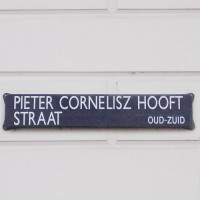 PIETER CORNELISZ HOOFT
STRAAT OUD-ZUID